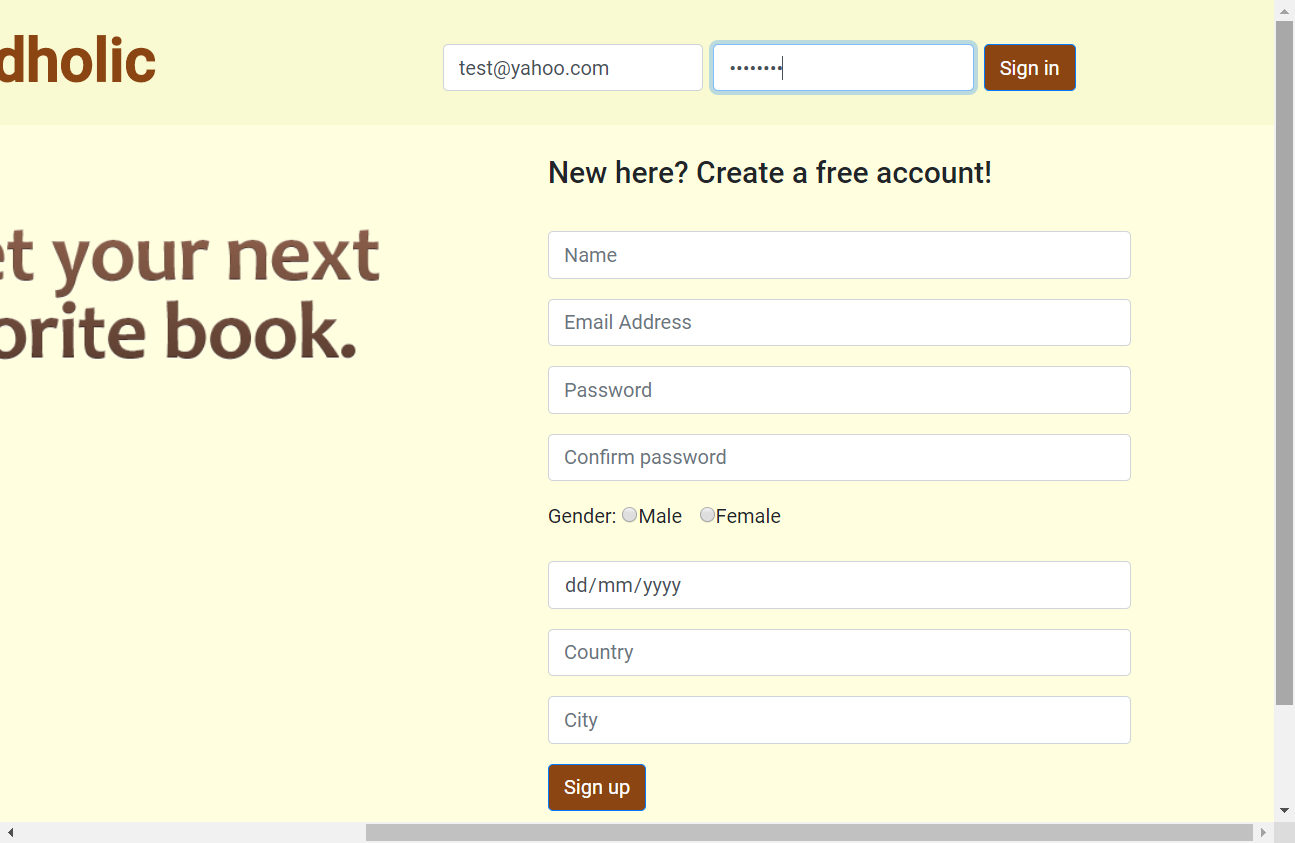 dholic
test@yahoo.com
••••••••
Sign in
New here? Create a free account!
et your next
orite book.
Name
Email Address
Password
Confirm password
Gender: Male Female
dd/mm/yyyy
Country
City
Sign up